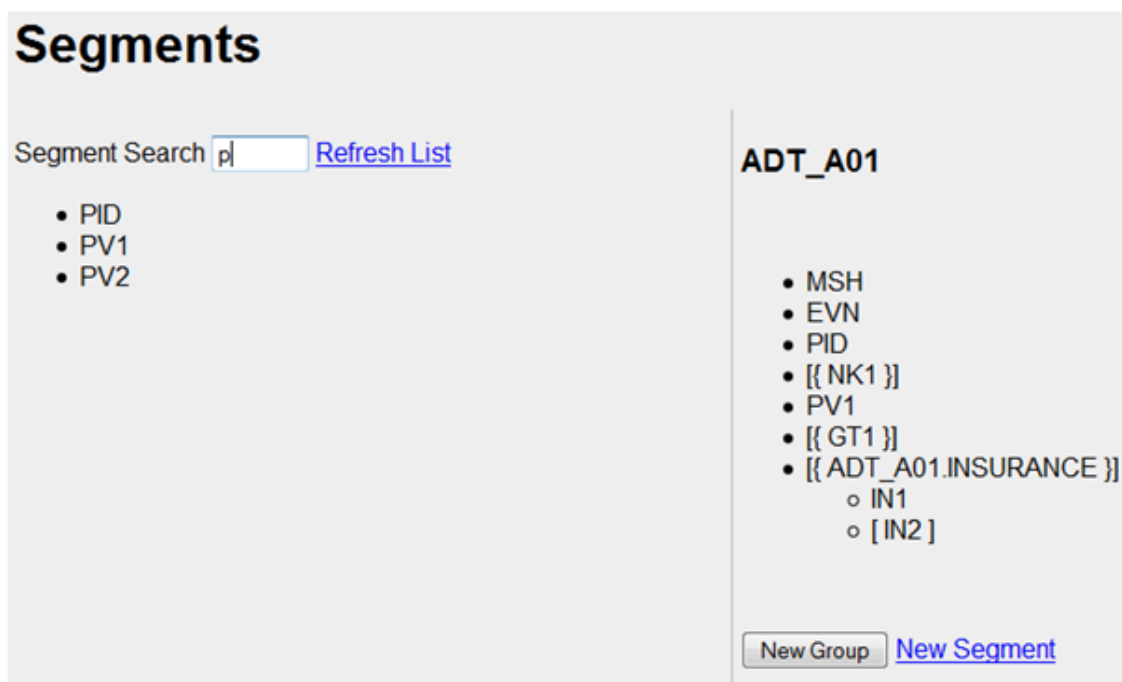 Segments
Segment Search p Refresh List
• PID
• PV1
• PV2
ADT_A01
• MSH
• EVN
• PID
• [{ NK1 }]
• PV1
• [{ GT1 }]
• [{ ADT_A01.INSURANCE }]
○ IN1
○ [ IN2 ]
New Group New Segment